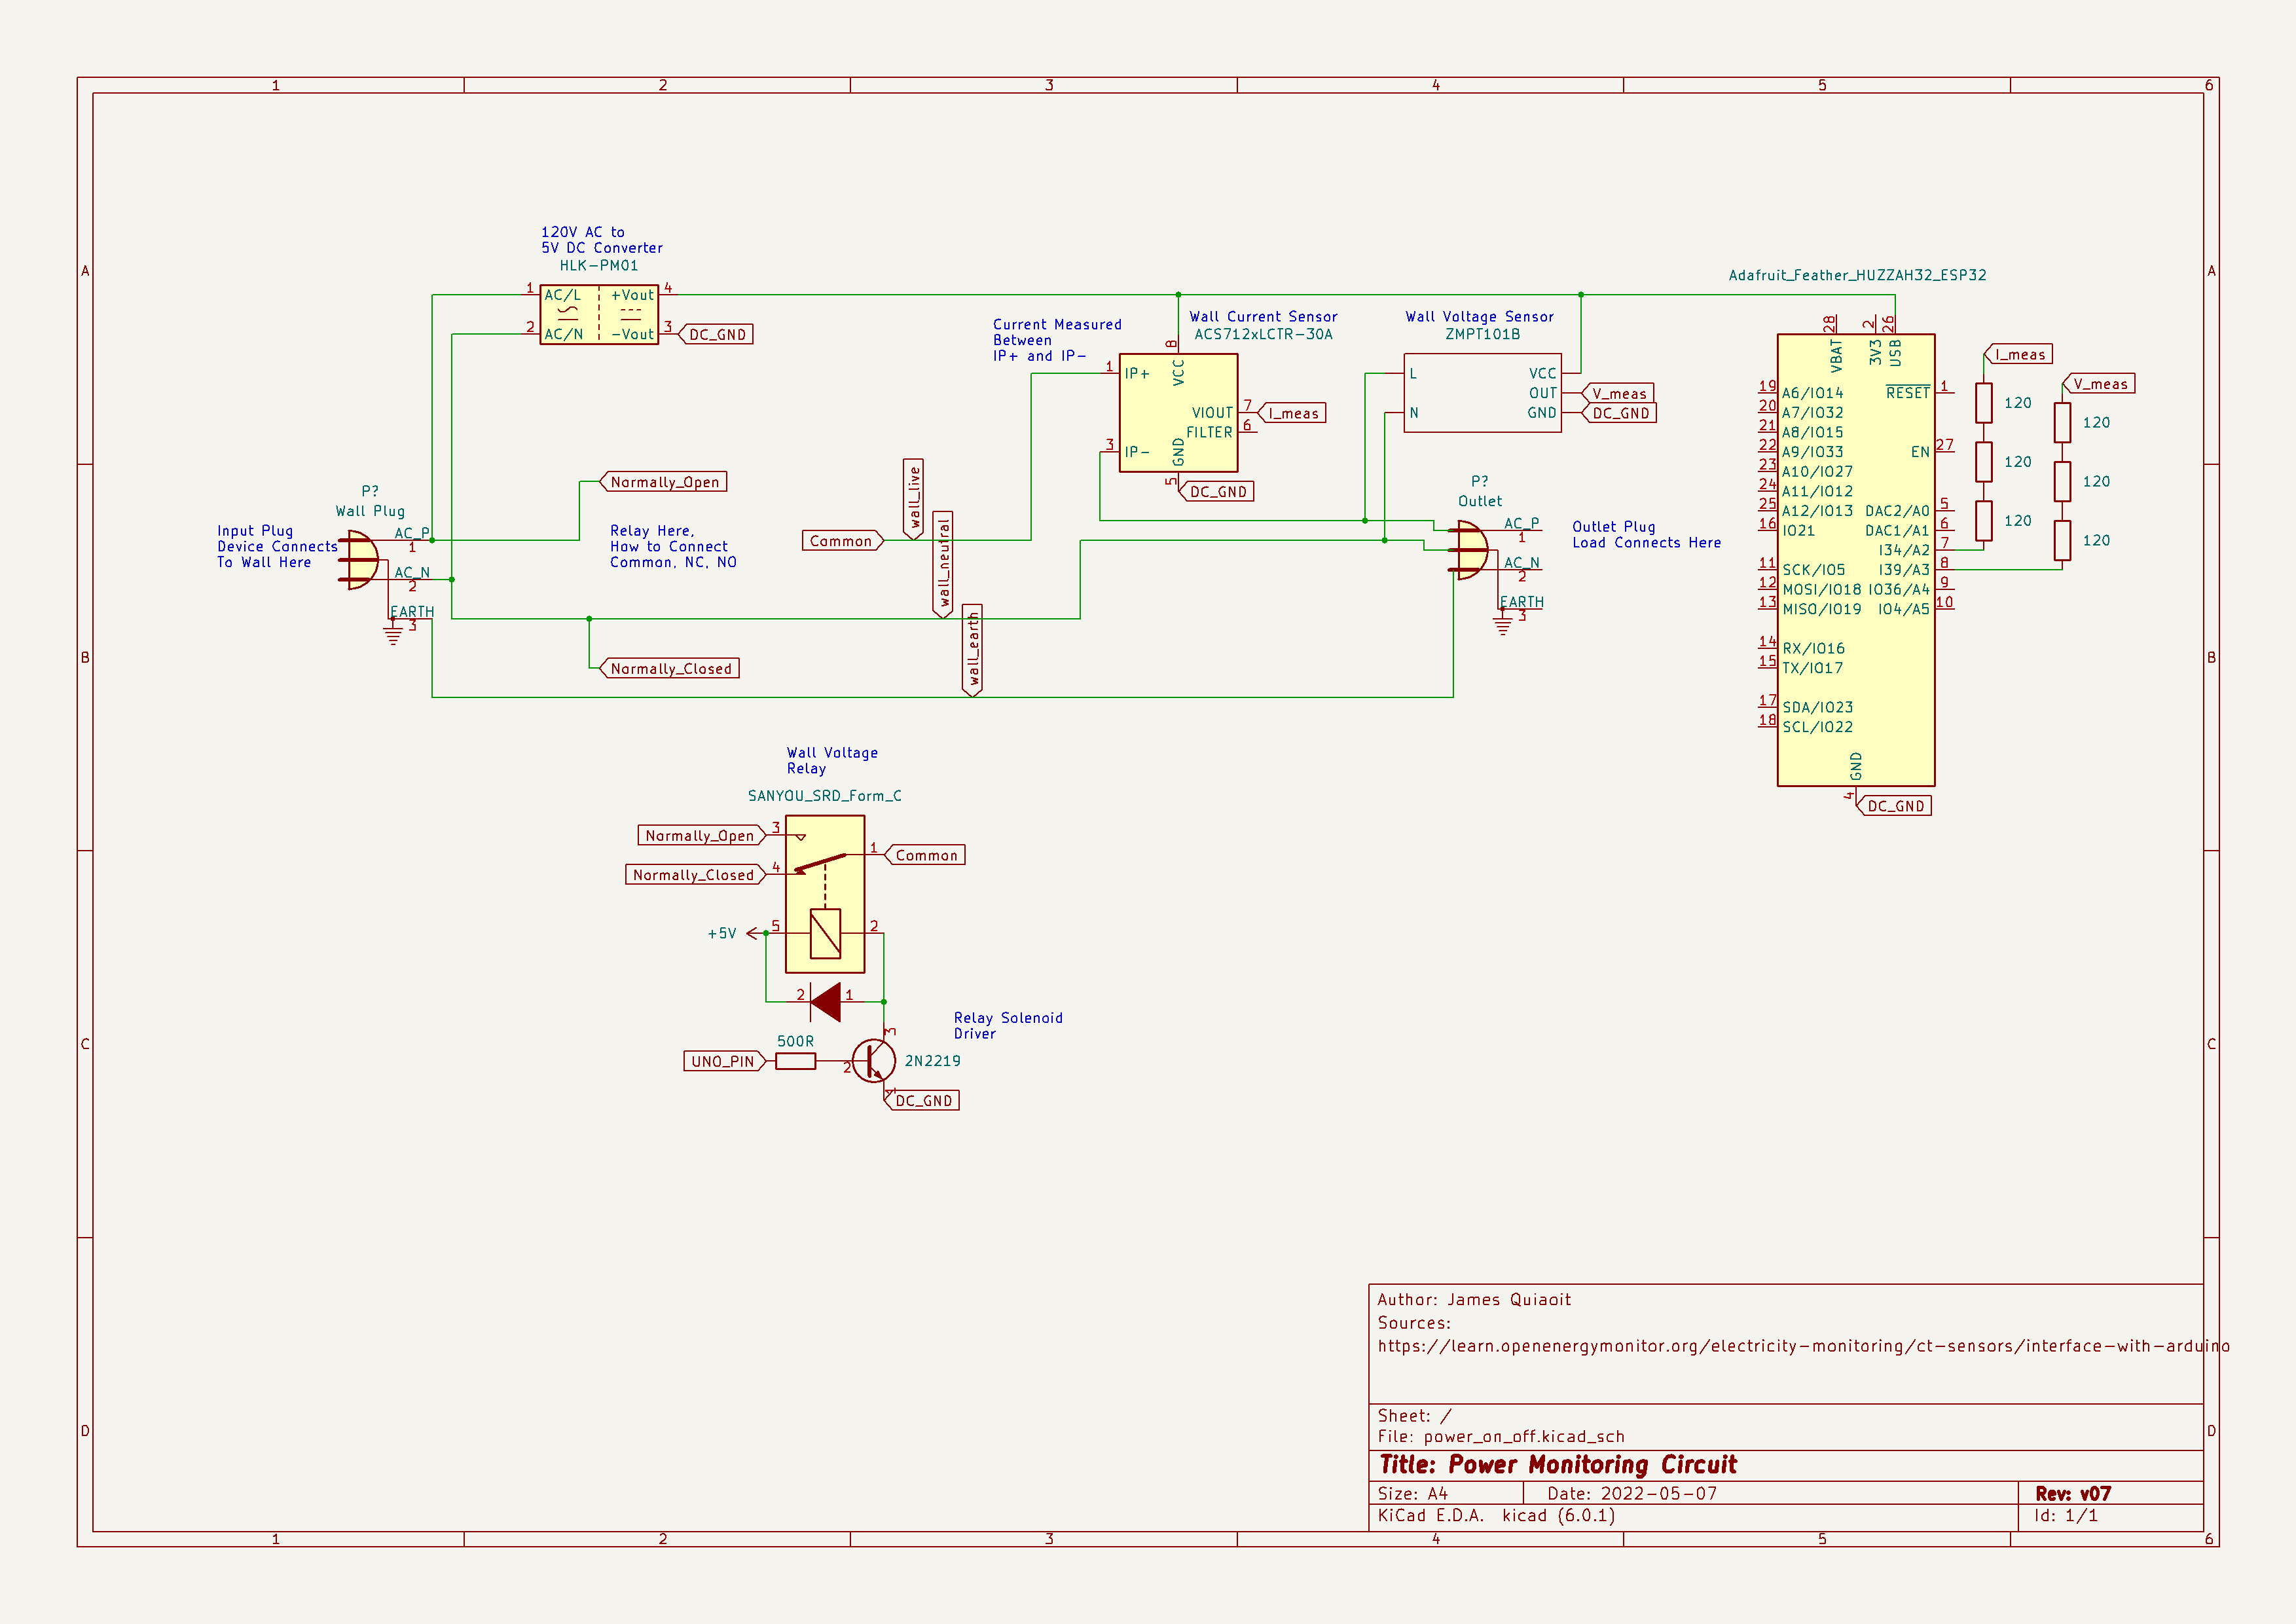 1 2 3 4 5 6
A A
B B
C C
D D
120V AC to
5V DC Converter
HLK-PM01
1 AC/L +Vout 4
2 AC/N -Vout 3
DC_GND
Current Measured
Between
IP+ and IP-
Wall Current Sensor
ACS712xLCTR-30A
8 VCC
1 IP+
VIOUT 7
I_meas
FILTER 6
3 IP-
GND 5
DC_GND
Wall Voltage Sensor
ZMPT101B
L VCC
OUT V_meas
N GND DC_GND
Adafruit_Feather_HUZZAH32_ESP32
28 2 26
VBAT 3V3 USB
19 A6/IO14 RESET 1
20 A7/IO32
21 A8/IO15
22 A9/IO33 EN 27
23 A10/IO27
24 A11/IO12
25 A12/IO13 DAC2/A0 5
16 IO21 DAC1/A1 6
I34/A2 7
11 SCK/IO5 I39/A3 8
12 MOSI/IO18 IO36/A4 9
13 MISO/IO19 IO4/A5 10
14 RX/IO16
15 TX/IO17
17 SDA/IO23
18 SCL/IO22
GND
4
DC_GND
I_meas
120
120
120
V_meas
120
120
120
P?
Wall Plug
Input Plug
Device Connects
To Wall Here
AC_P
1
AC_N
2
EARTH
3
Normally_Open
Relay Here,
How to Connect
Common, NC, NO
Normally_Closed
Common
wall_live
wall_neutral
wall_earth
P?
Outlet
AC_P
1
AC_N
2
EARTH
3
Outlet Plug
Load Connects Here
Wall Voltage
Relay
SANYOU_SRD_Form_C
Normally_Open 3
1 Common
Normally_Closed 4
+5V 5 2
2 1
Relay Solenoid
Driver
3
500R
UNO_PIN
2
2N2219
1
DC_GND
Author: James Quiaoit
Sources:
https://learn.openenergymonitor.org/electricity-monitoring/ct-sensors/interface-with-arduino
Sheet: /
File: power_on_off.kicad_sch
Title: Power Monitoring Circuit
Size: A4 Date: 2022-05-07 Rev: v07
KiCad E.D.A. kicad (6.0.1) Id: 1/1
1 2 3 4 5 6